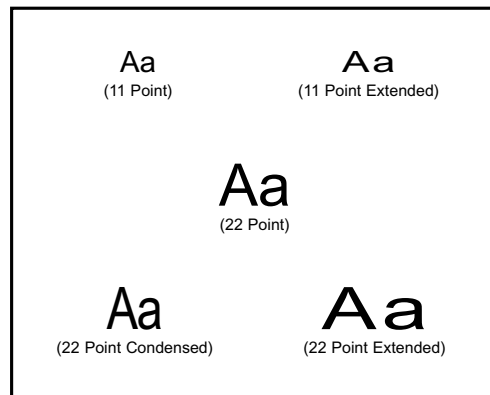 Aa Aa
(11 Point) (11 Point Extended)
Aa
(22 Point)
Aa Aa
(22 Point Condensed) (22 Point Extended)